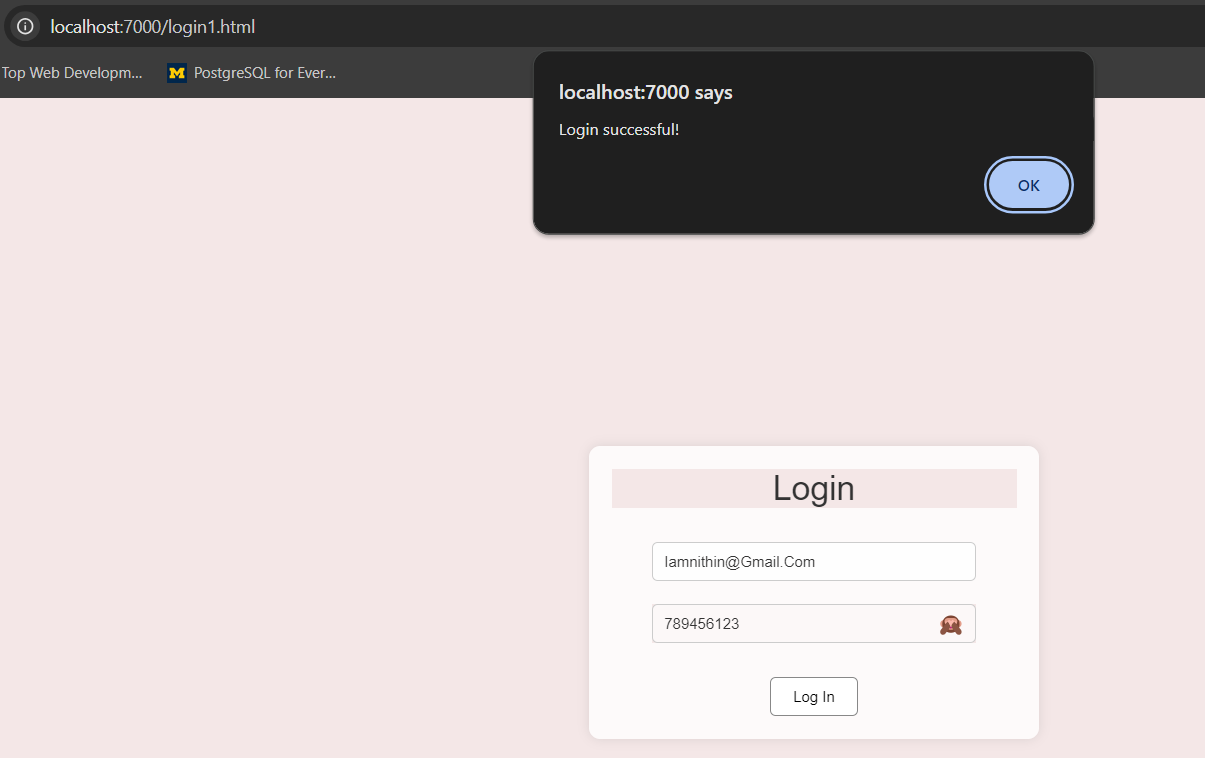 localhost:7000/login1.html
Top Web Developm... PostgreSQL for Ever...
localhost:7000 says
Login successful!
OK
Login
Iamnithin@Gmail.Com
789456123
Log In